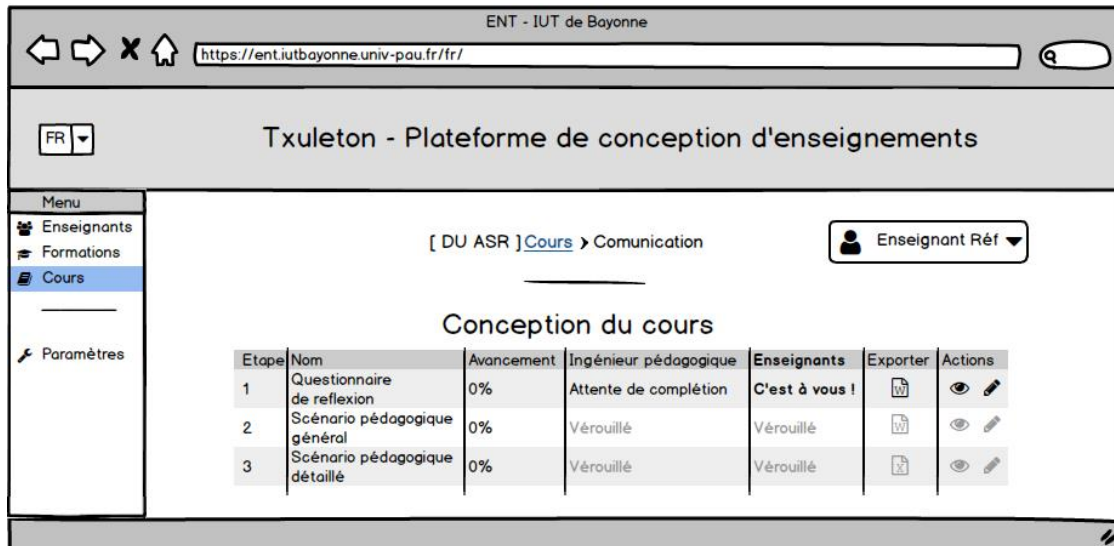 ENT - IUT de Bayonne
https://ent.iutbayonne.univ-pau.fr/fr/
FR
Txuleton - Plateforme de conception d'enseignements
Menu
Enseignants
Formations
Cours
Paramètres
[ DU ASR ] Cours > Comunication
Enseignant Réf
Conception du cours
Etape Nom Avancement Ingénieur pédagogique Enseignants Exporter Actions
1 Questionnaire de reflexion 0% Attente de complétion C'est à vous !
2 Scénario pédagogique général 0% Vérouillé Vérouillé
3 Scénario pédagogique détaillé 0% Vérouillé Vérouillé